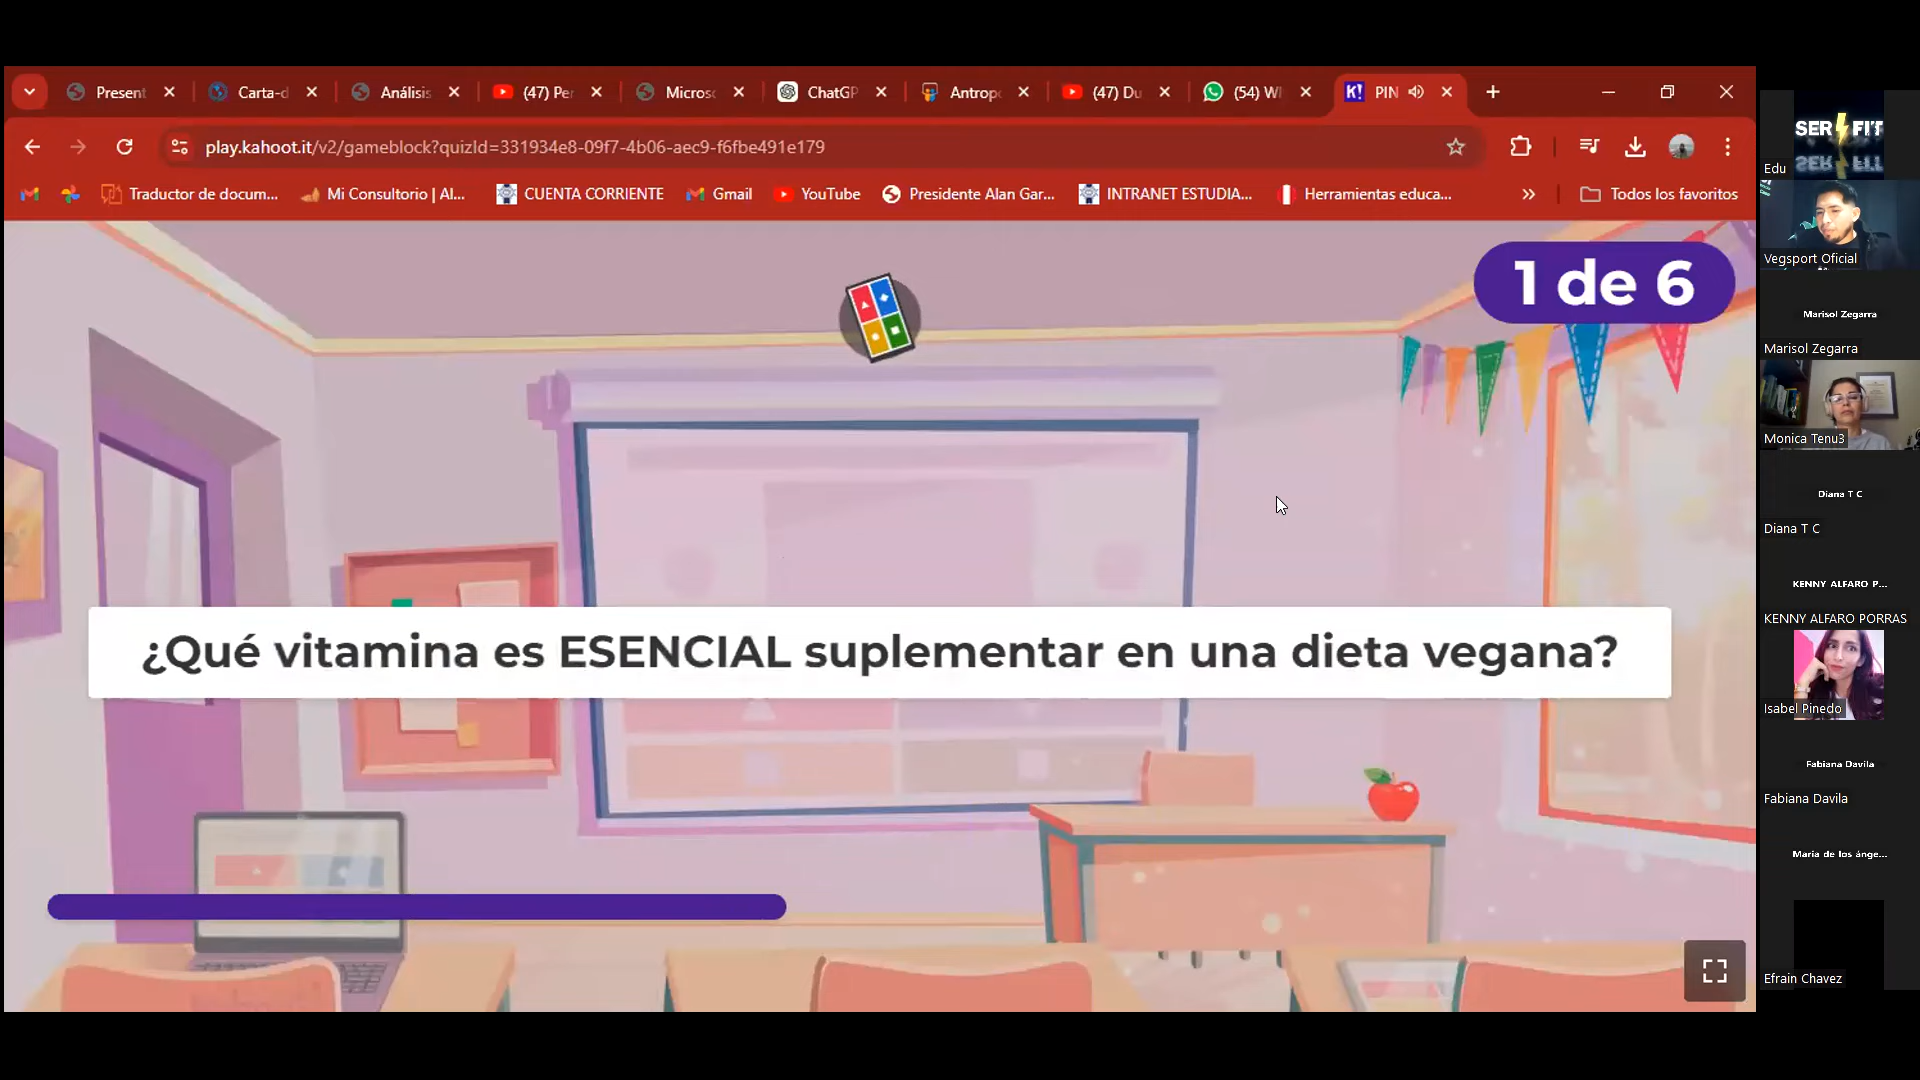 Present
Carta-d
Análisis
(47) Per
Micros
ChatGP
Antropo
(47) Du
(54) W
PIN
play.kahoot.it/v2/gameblock?quizId=331934e8-09f7-4b06-aec9-f6fbe491e179
Traductor de docum...
Mi Consultorio | Al...
CUENTA CORRIENTE
Gmail
YouTube
Presidente Alan Gar...
INTRANET ESTUDIA...
Herramientas educa...
Todos los favoritos
1 de 6
¿Qué vitamina es ESENCIAL suplementar en una dieta vegana?
SER FIT
Edu
Vegsport Oficial
Marisol Zegarra
Marisol Zegarra
Monica Tenu3
Diana T C
Diana T C
KENNY ALFARO P...
KENNY ALFARO PORRAS
Isabel Pinedo
Fabiana Davila
Fabiana Davila
Maria de los ánge...
Efrain Chavez